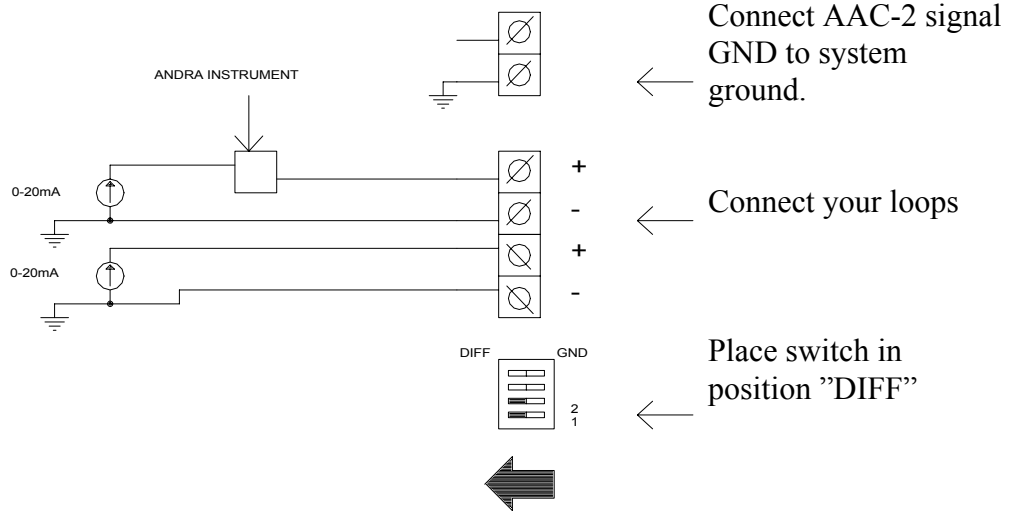 Connect AAC-2 signal
GND to system
ground.
ANDRA INSTRUMENT
+
0-20mA
-
Connect your loops
+
0-20mA
-
DIFF
GND
Place switch in
position ”DIFF”
2
1